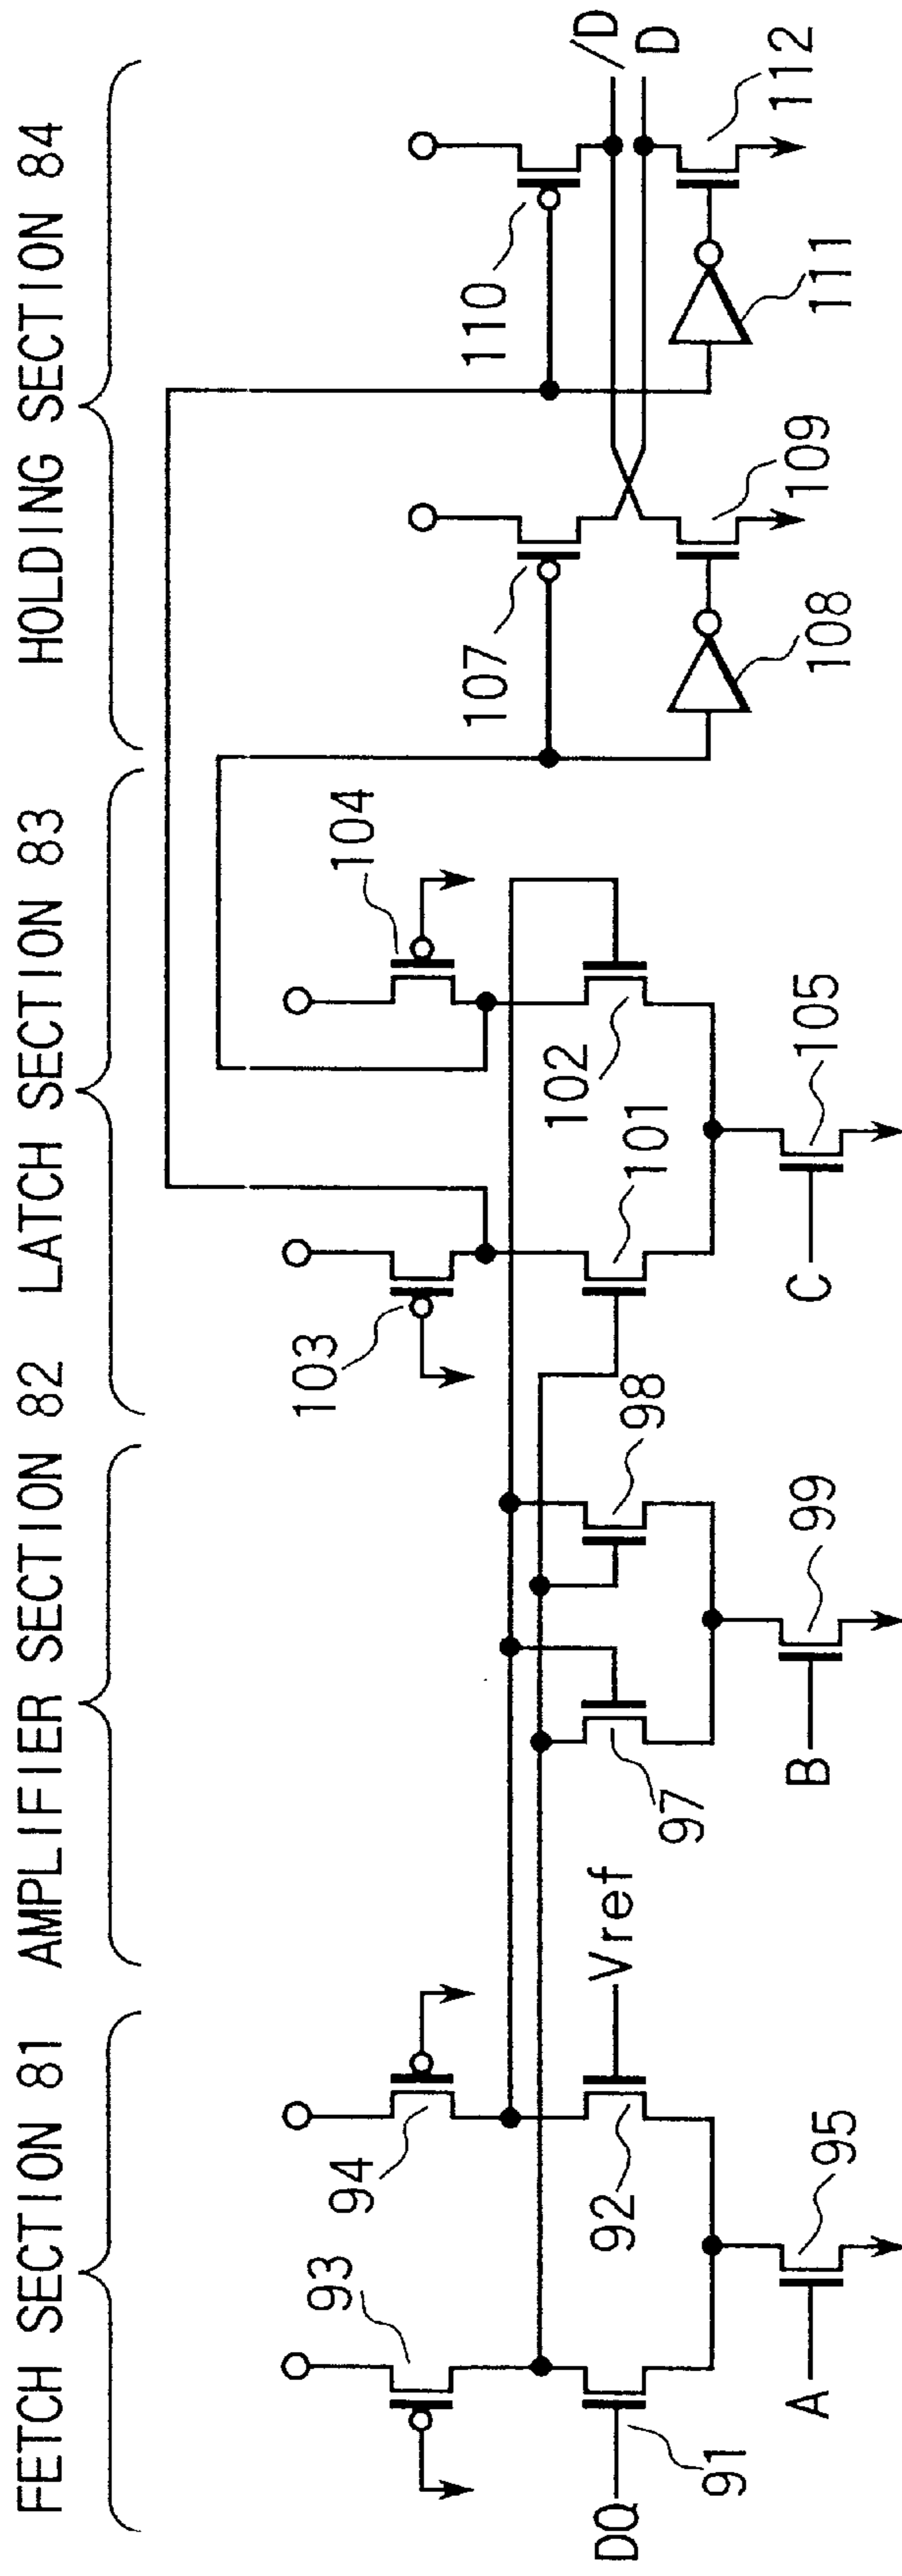 FETCH SECTION 81
AMPLIFIER SECTION 82
LATCH SECTION 83
HOLDING SECTION 84
93
94
103
104
107
110
/D
D
DQ
91
92
Vref
97
98
101
102
108
109
111
112
A
95
B
99
C
105